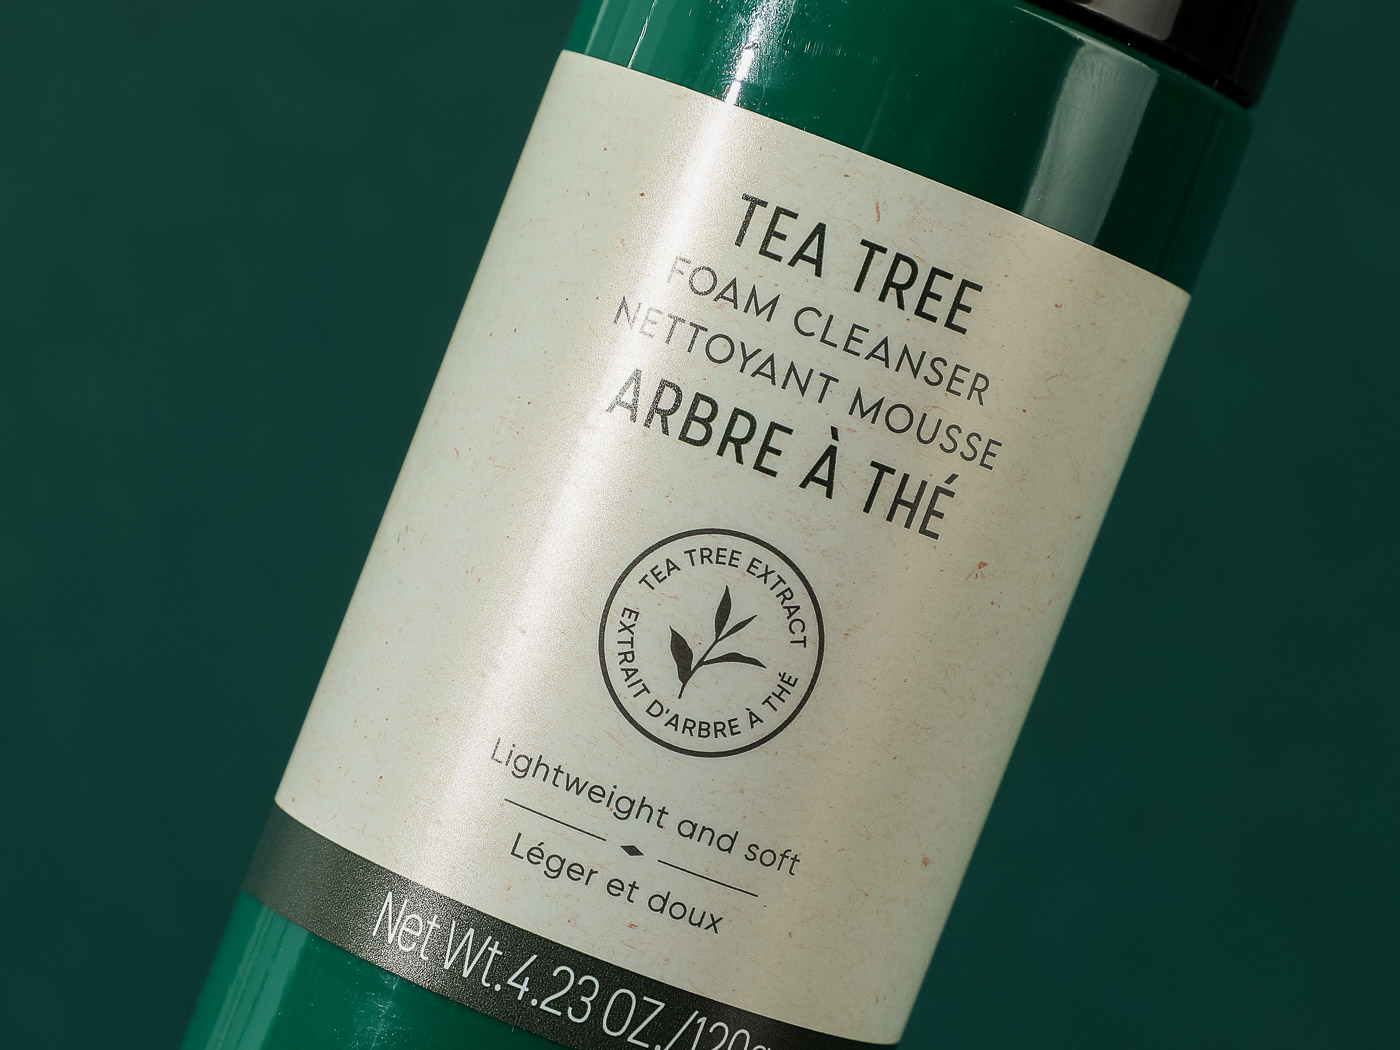 TEA TREE
FOAM CLEANSER
NETTOYANT MOUSSE
ARBRE À THÉ
TEA TREE EXTRACT
EXTRAIT D'ARBRE À THÉ
Lightweight and soft
Léger et doux
Net Wt. 4.23 OZ./120g